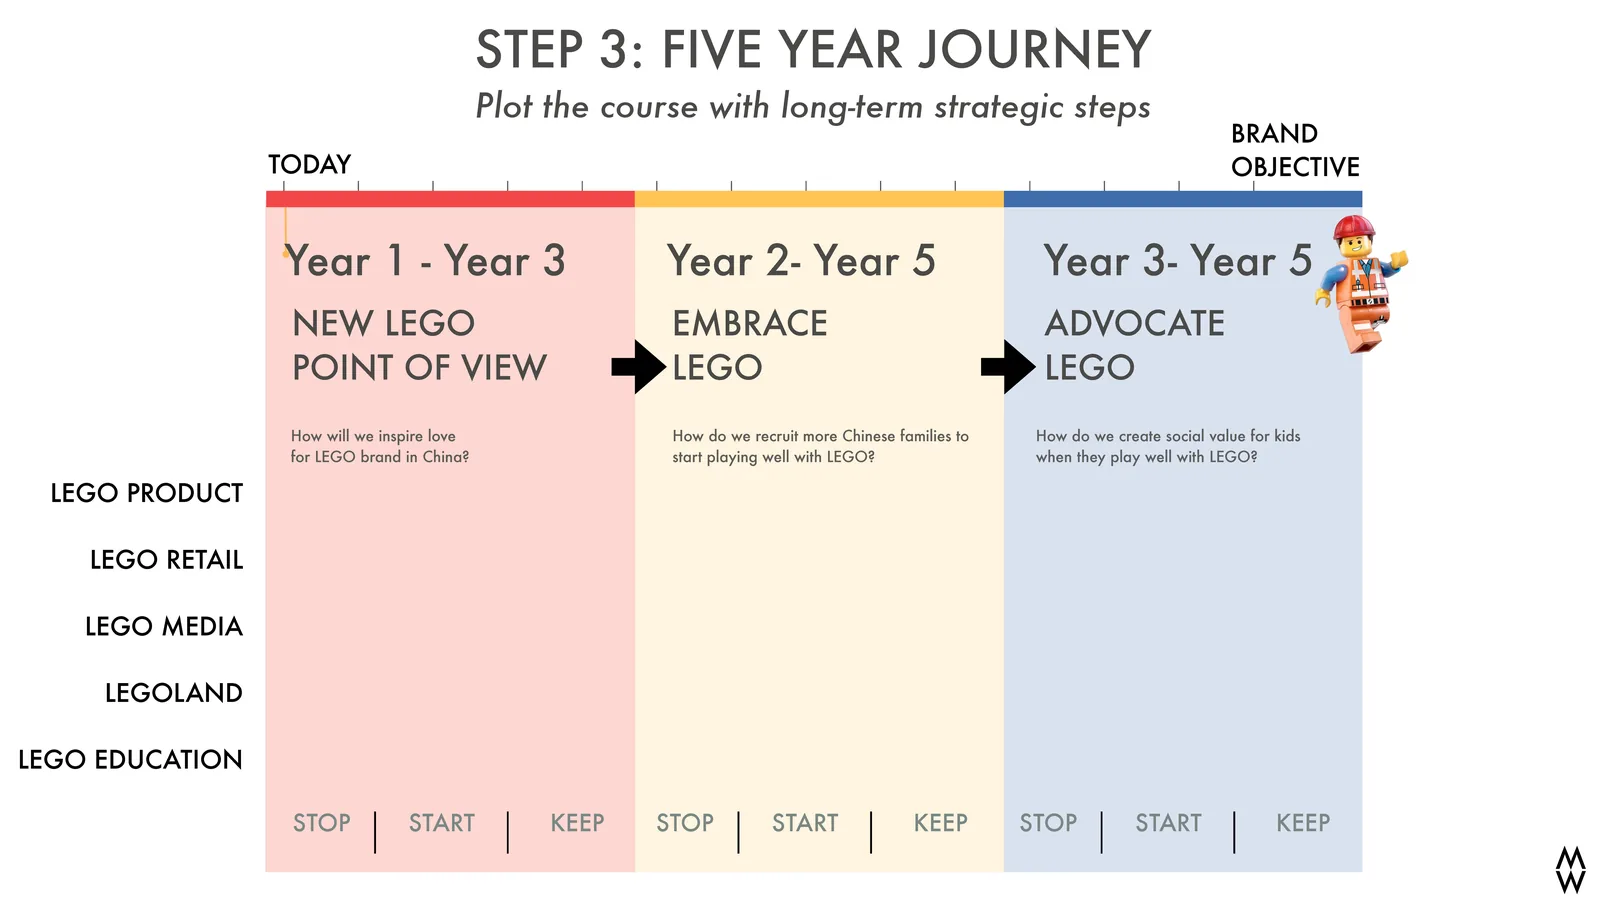 STEP 3: FIVE YEAR JOURNEY
Plot the course with long-term strategic steps
TODAY
BRAND
OBJECTIVE
Year 1 - Year 3
NEW LEGO
POINT OF VIEW
How will we inspire love
for LEGO brand in China?
Year 2- Year 5
EMBRACE
LEGO
How do we recruit more Chinese families to
start playing well with LEGO?
Year 3- Year 5
ADVOCATE
LEGO
How do we create social value for kids
when they play well with LEGO?
LEGO PRODUCT
LEGO RETAIL
LEGO MEDIA
LEGOLAND
LEGO EDUCATION
STOP START KEEP
STOP START KEEP
STOP START KEEP
MW